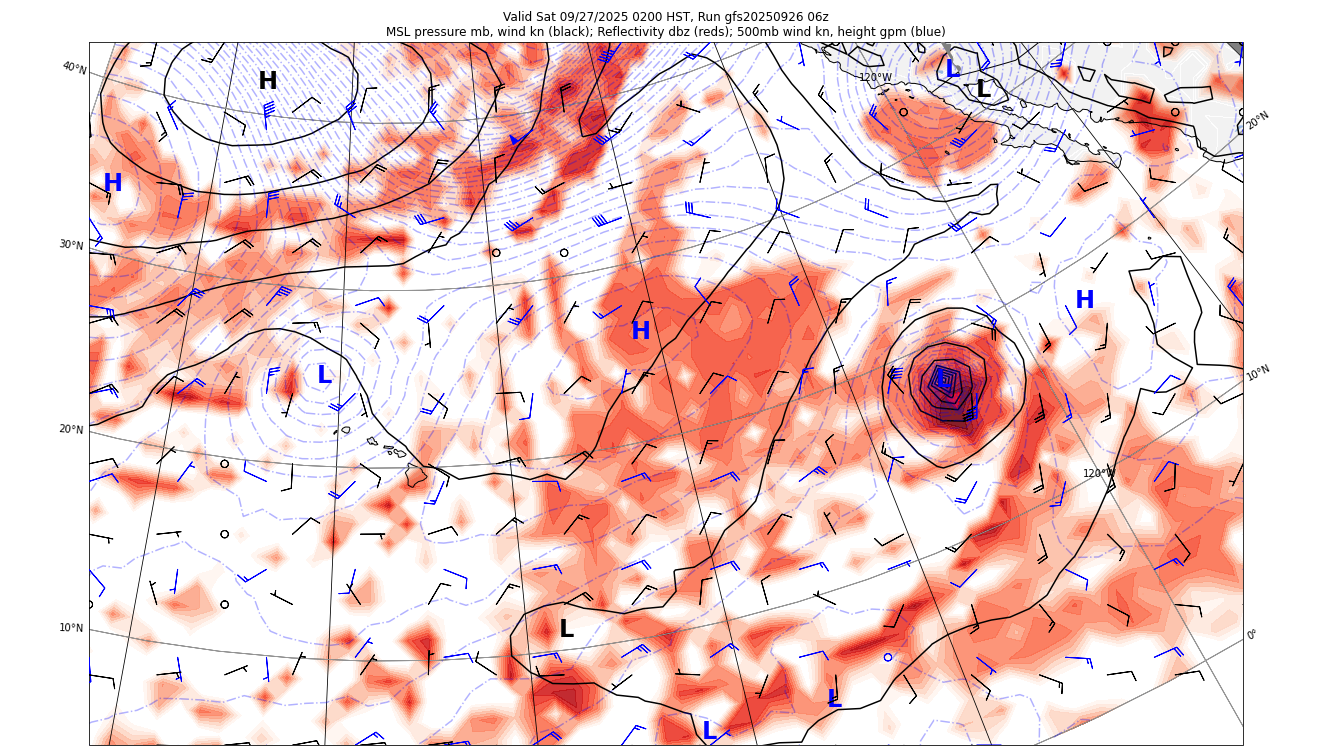 Valid Sat 09/27/2025 0200 HST, Run gfs20250926 06z
MSL pressure mb, wind kn (black); Reflectivity dbz (reds); 500mb wind kn, height gpm (blue)
40°N
H
L
120°W
L
20°N
H
30°N
H
H
L
L
10°N
20°N
120°W
10°N
L
0°
L
L